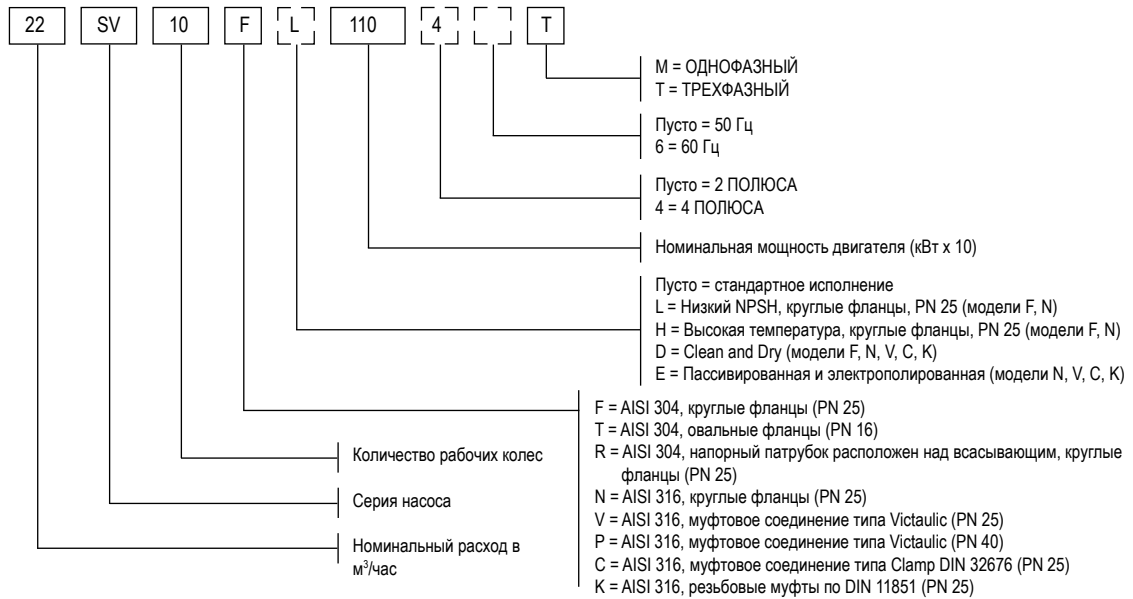 22 SV 10 F L 110 4 T
М = ОДНОФАЗНЫЙ
Т = ТРЕХФАЗНЫЙ
Пусто = 50 Гц
6 = 60 Гц
Пусто = 2 ПОЛЮСА
4 = 4 ПОЛЮСА
Номинальная мощность двигателя (кВт x 10)
Пусто = стандартное исполнение
L = Низкий NPSH, круглые фланцы, PN 25 (модели F, N)
H = Высокая температура, круглые фланцы, PN 25 (модели F, N)
D = Clean and Dry (модели F, N, V, C, K)
E = Пассивированная и электрополированная (модели N, V, C, K)
F = AISI 304, круглые фланцы (PN 25)
T = AISI 304, овальные фланцы (PN 16)
R = AISI 304, напорный патрубок расположен над всасывающим, круглые
фланцы (PN 25)
N = AISI 316, круглые фланцы (PN 25)
V = AISI 316, муфтовое соединение типа Victaulic (PN 25)
P = AISI 316, муфтовое соединение типа Victaulic (PN 40)
C = AISI 316, муфтовое соединение типа Clamp DIN 32676 (PN 25)
K = AISI 316, резьбовые муфты по DIN 11851 (PN 25)
Количество рабочих колес
Серия насоса
Номинальный расход в
м³/час